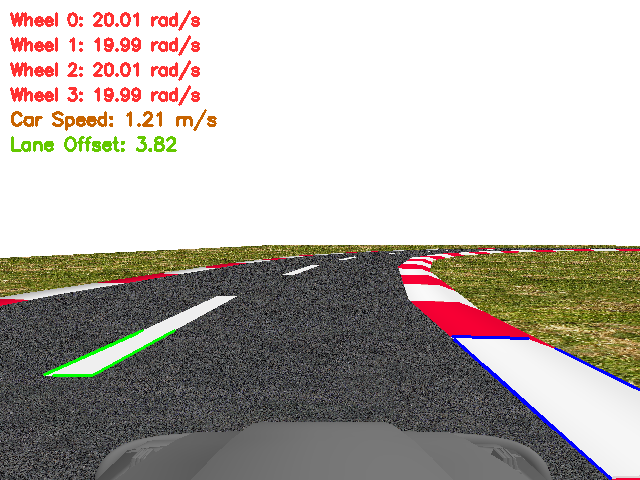 Wheel 0: 20.01 rad/s
Wheel 1: 19.99 rad/s
Wheel 2: 20.01 rad/s
Wheel 3: 19.99 rad/s
Car Speed: 1.21 m/s
Lane Offset: 3.82